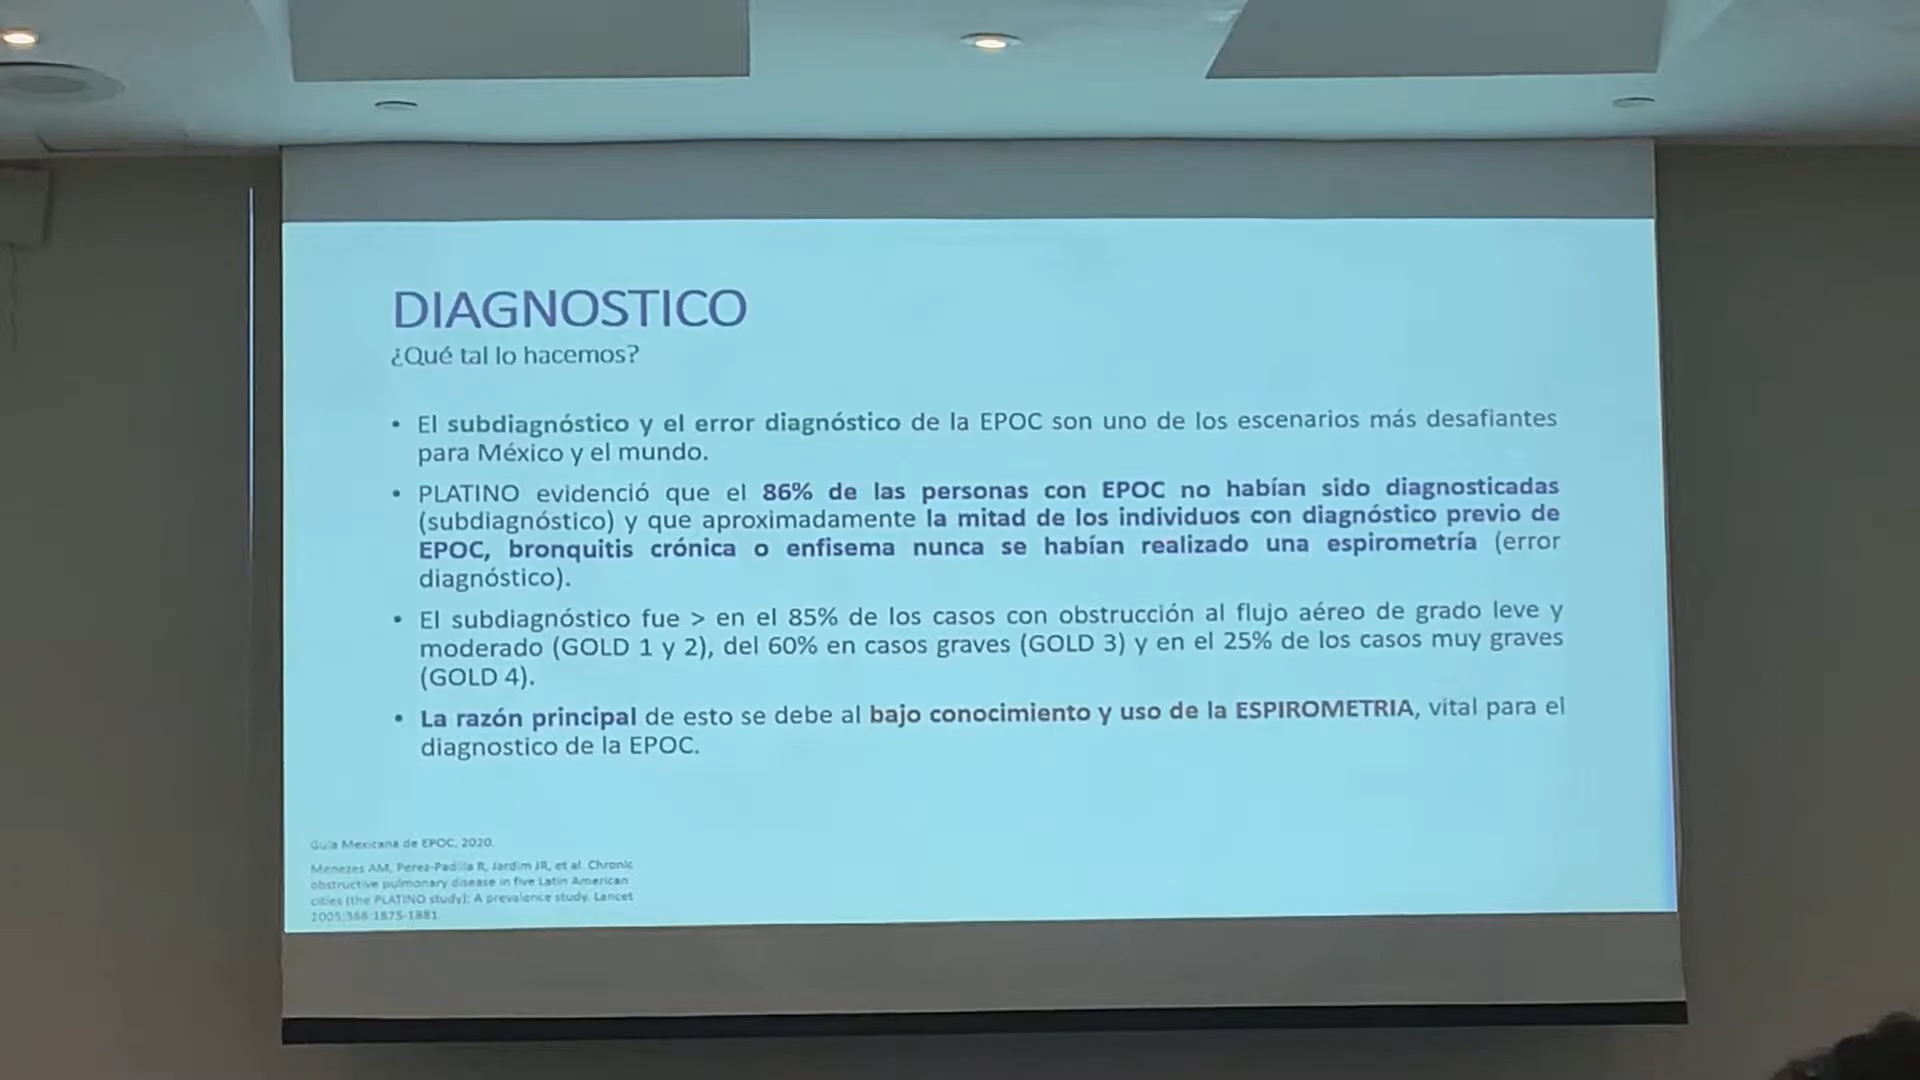 DIAGNOSTICO
¿Qué tal lo hacemos?
• El subdiagnóstico y el error diagnóstico de la EPOC son uno de los escenarios más desafiantes
para México y el mundo.
• PLATINO evidenció que el 86% de las personas con EPOC no habían sido diagnosticadas
(subdiagnóstico) y que aproximadamente la mitad de los individuos con diagnóstico previo de
EPOC, bronquitis crónica o enfisema nunca se habían realizado una espirometría (error
diagnóstico).
• El subdiagnóstico fue > en el 85% de los casos con obstrucción al flujo aéreo de grado leve y
moderado (GOLD 1 y 2), del 60% en casos graves (GOLD 3) y en el 25% de los casos muy graves
(GOLD 4).
• La razón principal de esto se debe al bajo conocimiento y uso de la ESPIROMETRIA, vital para el
diagnostico de la EPOC.
Guía Mexicana de EPOC, 2020.
Menezes AM, Perez-Padilla R, Jardim JR, et al. Chronic
obstructive pulmonary disease in five Latin American
cities (the PLATINO study): A prevalence study. Lancet
2005;366:1875-1881.